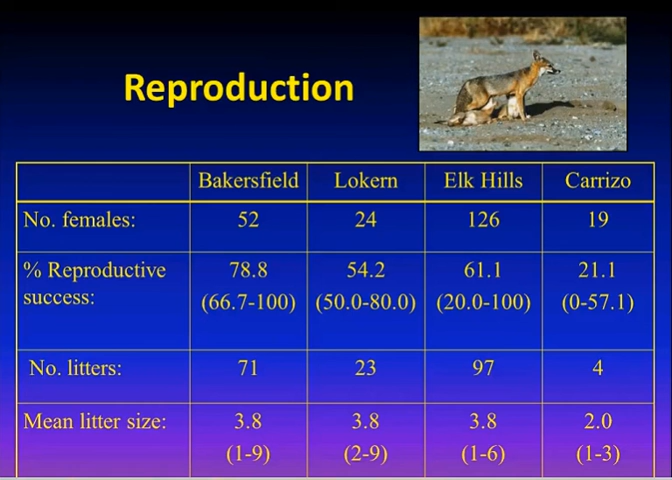 Reproduction
Bakersfield Lokern Elk Hills Carrizo
No. females: 52 24 126 19
% Reproductive success: 78.8 54.2 61.1 21.1
(66.7-100) (50.0-80.0) (20.0-100) (0-57.1)
No. litters: 71 23 97 4
Mean litter size: 3.8 3.8 3.8 2.0
(1-9) (2-9) (1-6) (1-3)